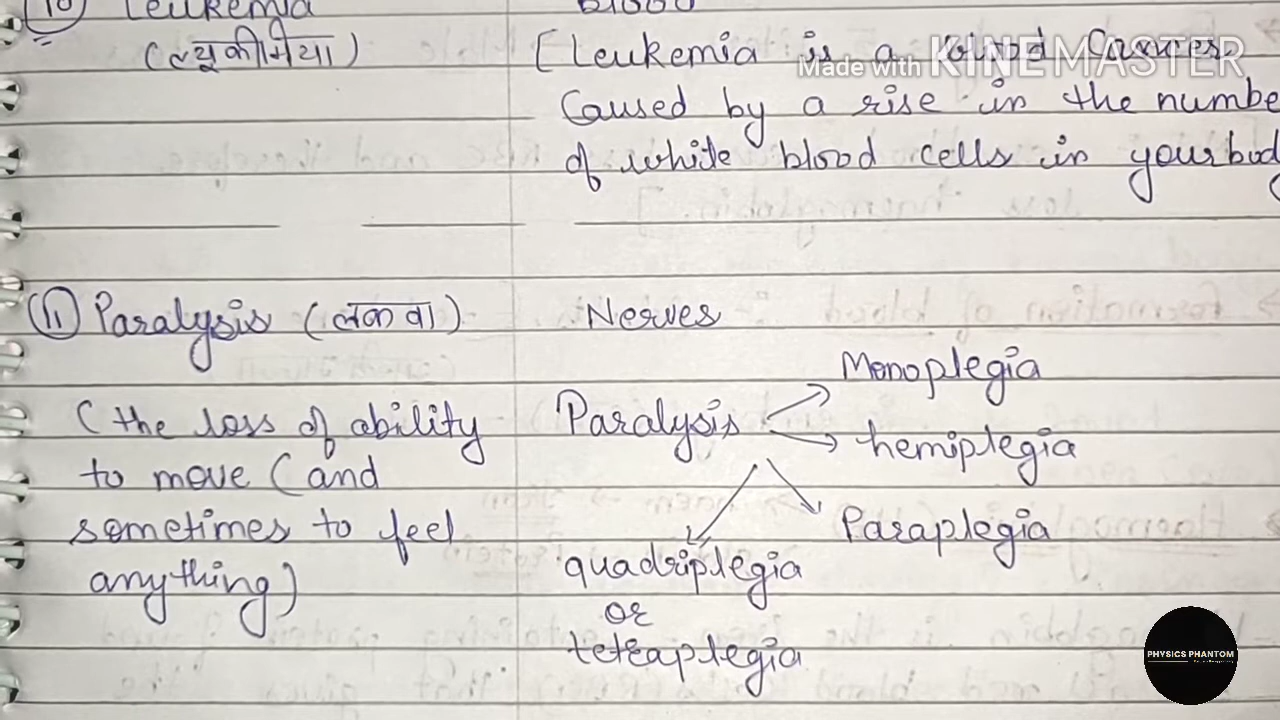 10 Leukemia Blood
(ल्यूकीमिया) [Leukemia is a blood Cancer
Made with KINEMASTER
Caused by a rise in the numbe
of white blood cells in your bod
(11) Paralysis (लकवा) Nerves
Monoplegia
(the loss of ability Paralysis
hemiplegia
to move (and
sometimes to feel Paraplegia
anything) quadriplegia
or
tetraplegia
PHYSICS PHANTOM